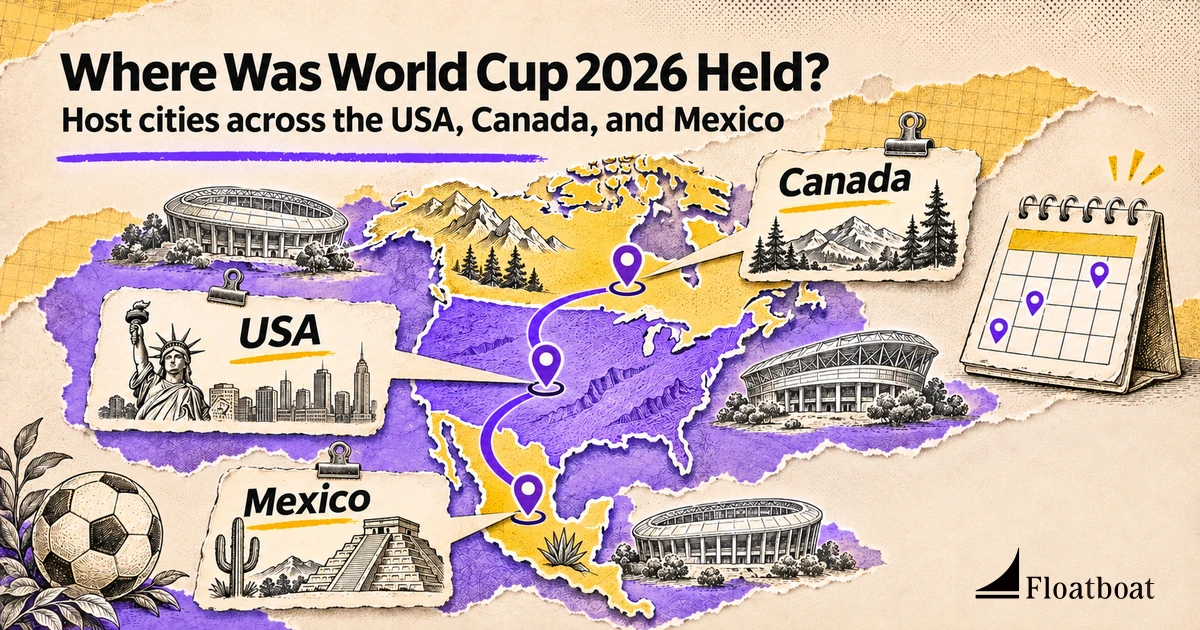 Where Was World Cup 2026 Held?
Host cities across the USA, Canada, and Mexico
Canada
USA
Mexico
Floatboat